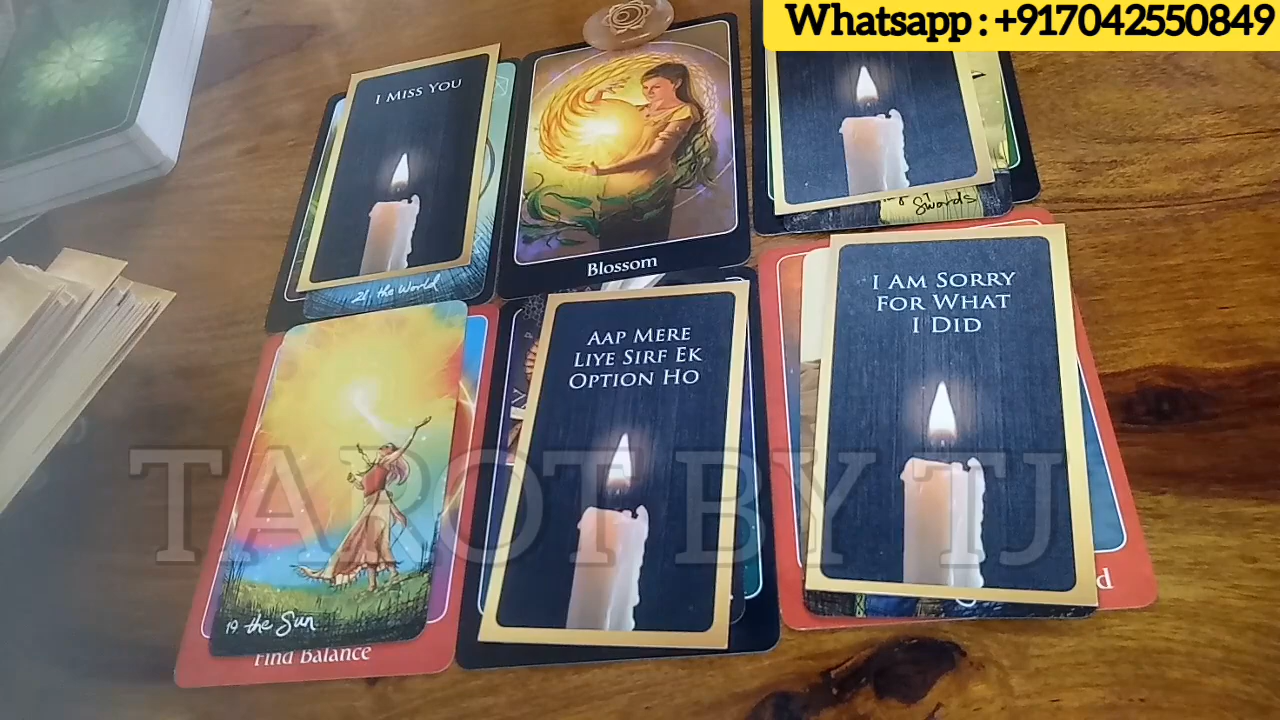 Whatsapp : +917042550849
I Miss You
21, the World
Blossom
Swords
I Am Sorry
For What
I Did
Aap Mere
Liye Sirf Ek
Option Ho
TAROT BY TJ
19 the Sun
Find Balance